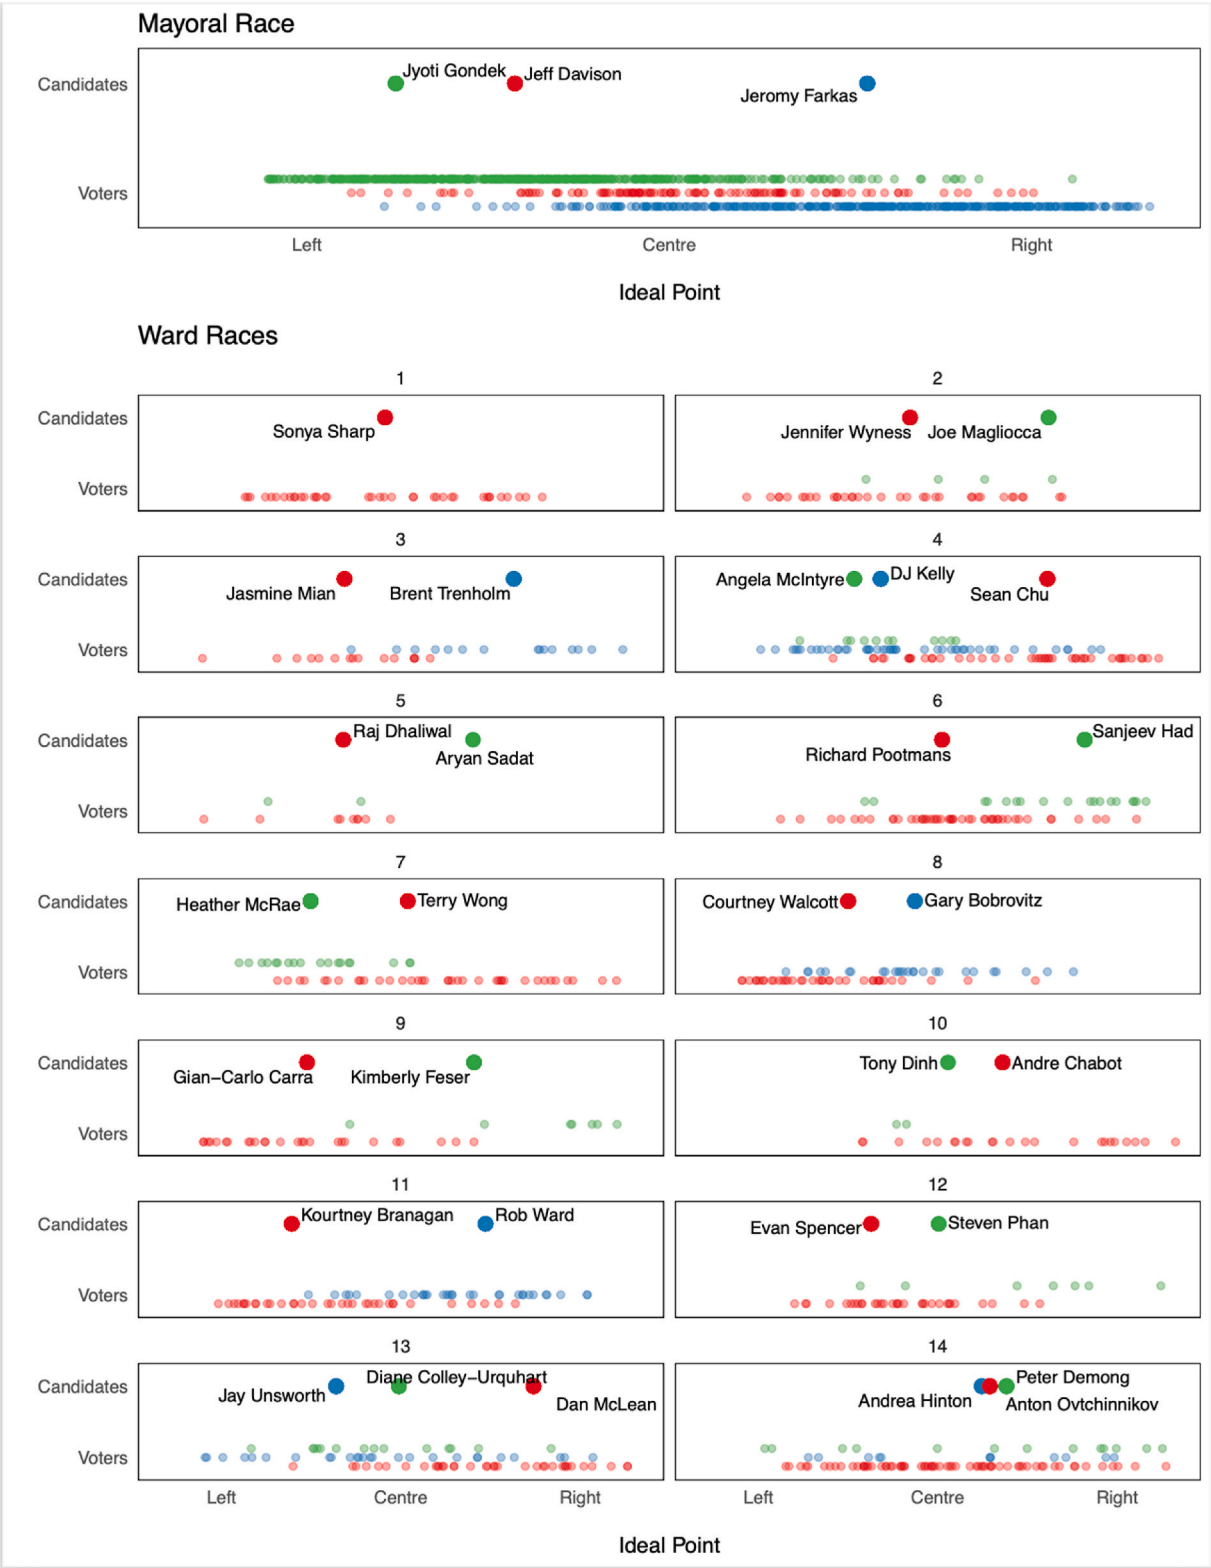 Mayoral Race
Candidates
Jyoti Gondek
Jeff Davison
Jeromy Farkas
Voters
Left Centre Right
Ideal Point
Ward Races
1 2
Candidates
Sonya Sharp
Jennifer Wyness Joe Magliocca
Voters
3 4
Candidates
Jasmine Mian Brent Trenholm
Angela McIntyre DJ Kelly
Sean Chu
Voters
5 6
Candidates
Raj Dhaliwal
Aryan Sadat
Sanjeev Had
Richard Pootmans
Voters
7 8
Candidates
Heather McRae Terry Wong
Courtney Walcott Gary Bobrovitz
Voters
9 10
Candidates
Gian–Carlo Carra Kimberly Feser
Tony Dinh Andre Chabot
Voters
11 12
Candidates
Kourtney Branagan Rob Ward
Evan Spencer Steven Phan
Voters
13 14
Candidates
Jay Unsworth
Diane Colley–Urquhart
Dan McLean
Peter Demong
Andrea Hinton
Anton Ovtchinnikov
Voters
Left Centre Right Left Centre Right
Ideal Point